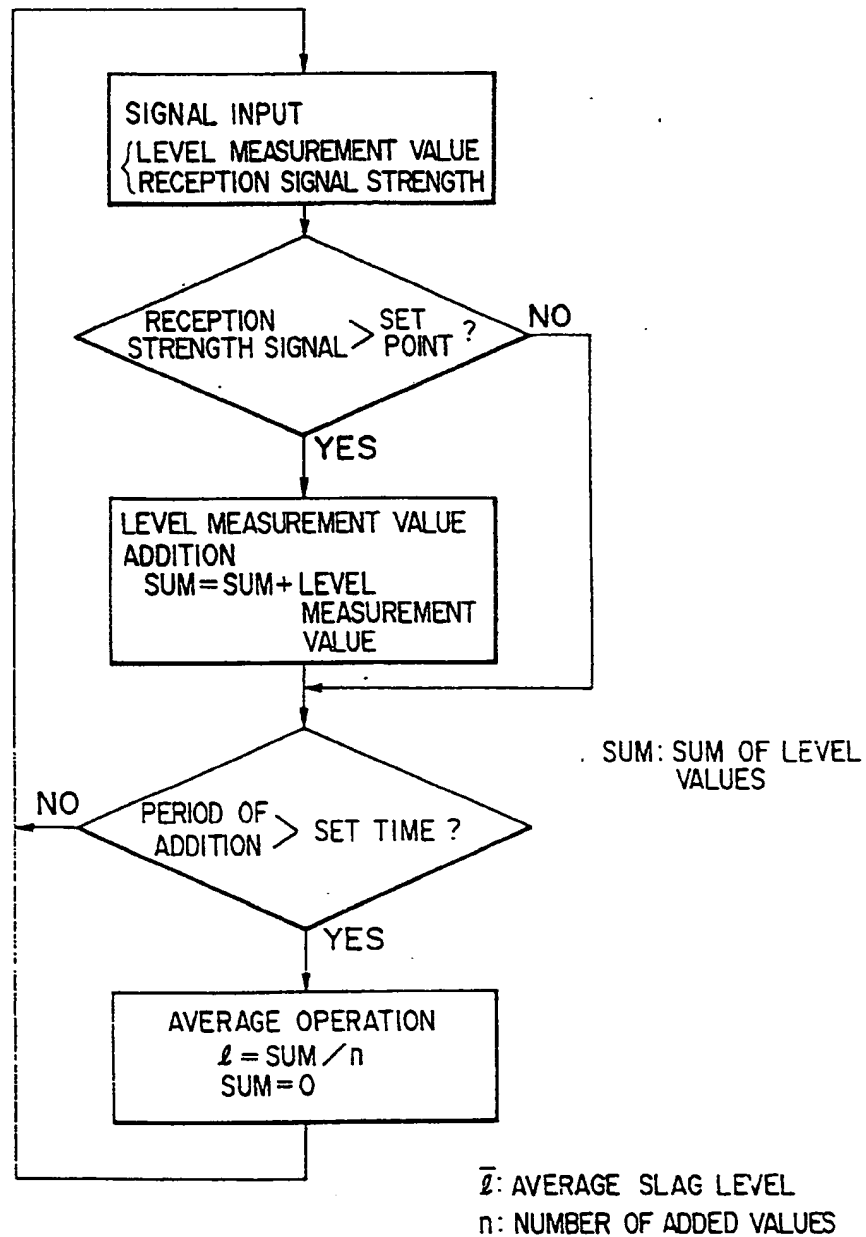 SIGNAL INPUT
{LEVEL MEASUREMENT VALUE
RECEPTION SIGNAL STRENGTH
RECEPTION STRENGTH SIGNAL > SET POINT ?
NO
YES
LEVEL MEASUREMENT VALUE
ADDITION
SUM=SUM+LEVEL
MEASUREMENT
VALUE
SUM: SUM OF LEVEL
VALUES
NO
PERIOD OF ADDITION > SET TIME ?
YES
AVERAGE OPERATION
ℓ=SUM/n
SUM=0
ℓ̅: AVERAGE SLAG LEVEL
n: NUMBER OF ADDED VALUES